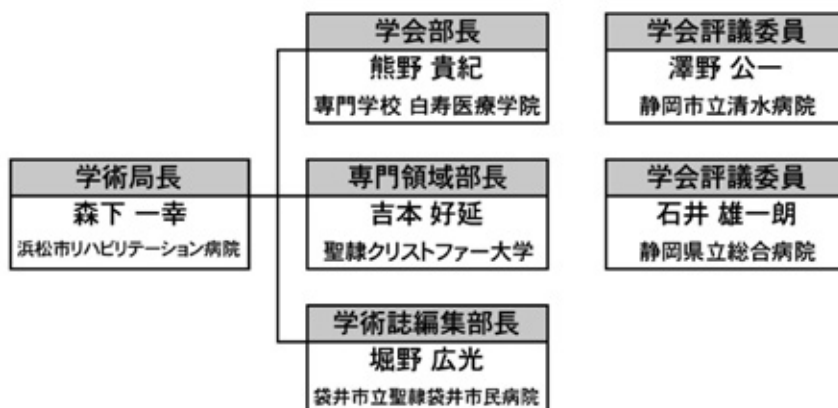 学会部長
熊野 貴紀
専門学校 白寿医療学院
学会評議委員
澤野 公一
静岡市立清水病院
学術局長
森下 一幸
浜松市リハビリテーション病院
専門領域部長
吉本 好延
聖隷クリストファー大学
学会評議委員
石井 雄一朗
静岡県立総合病院
学術誌編集部長
堀野 広光
袋井市立聖隷袋井市民病院